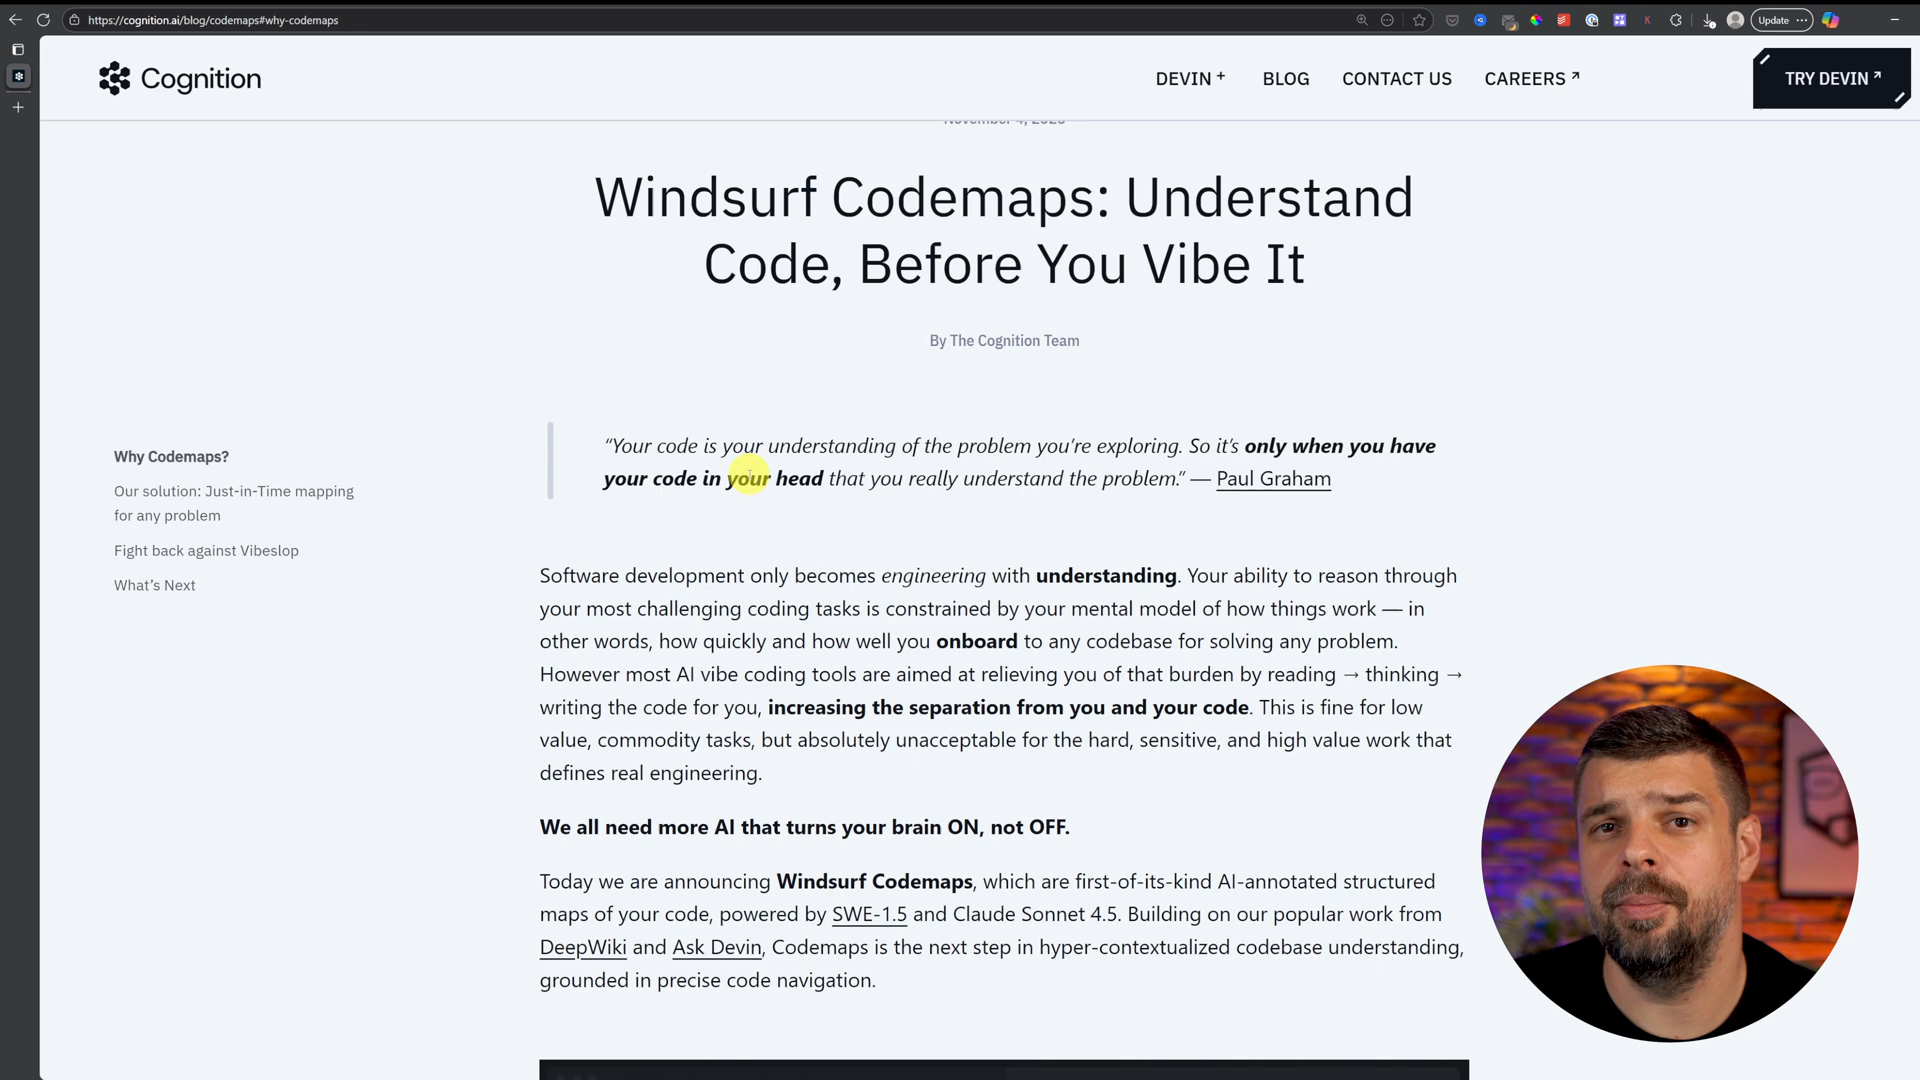 https://cognition.ai/blog/codemaps#why-codemaps
Update
Cognition
DEVIN +
BLOG
CONTACT US
CAREERS ↗
TRY DEVIN ↗
November 4, 2025
Windsurf Codemaps: Understand
Code, Before You Vibe It
By The Cognition Team
Why Codemaps?
Our solution: Just-in-Time mapping
for any problem
Fight back against Vibeslop
What's Next
“Your code is your understanding of the problem you’re exploring. So it’s only when you have
your code in your head that you really understand the problem.” — Paul Graham
Software development only becomes engineering with understanding. Your ability to reason through
your most challenging coding tasks is constrained by your mental model of how things work — in
other words, how quickly and how well you onboard to any codebase for solving any problem.
However most AI vibe coding tools are aimed at relieving you of that burden by reading → thinking →
writing the code for you, increasing the separation from you and your code. This is fine for low
value, commodity tasks, but absolutely unacceptable for the hard, sensitive, and high value work that
defines real engineering.
We all need more AI that turns your brain ON, not OFF.
Today we are announcing Windsurf Codemaps, which are first-of-its-kind AI-annotated structured
maps of your code, powered by SWE-1.5 and Claude Sonnet 4.5. Building on our popular work from
DeepWiki and Ask Devin, Codemaps is the next step in hyper-contextualized codebase understanding,
grounded in precise code navigation.